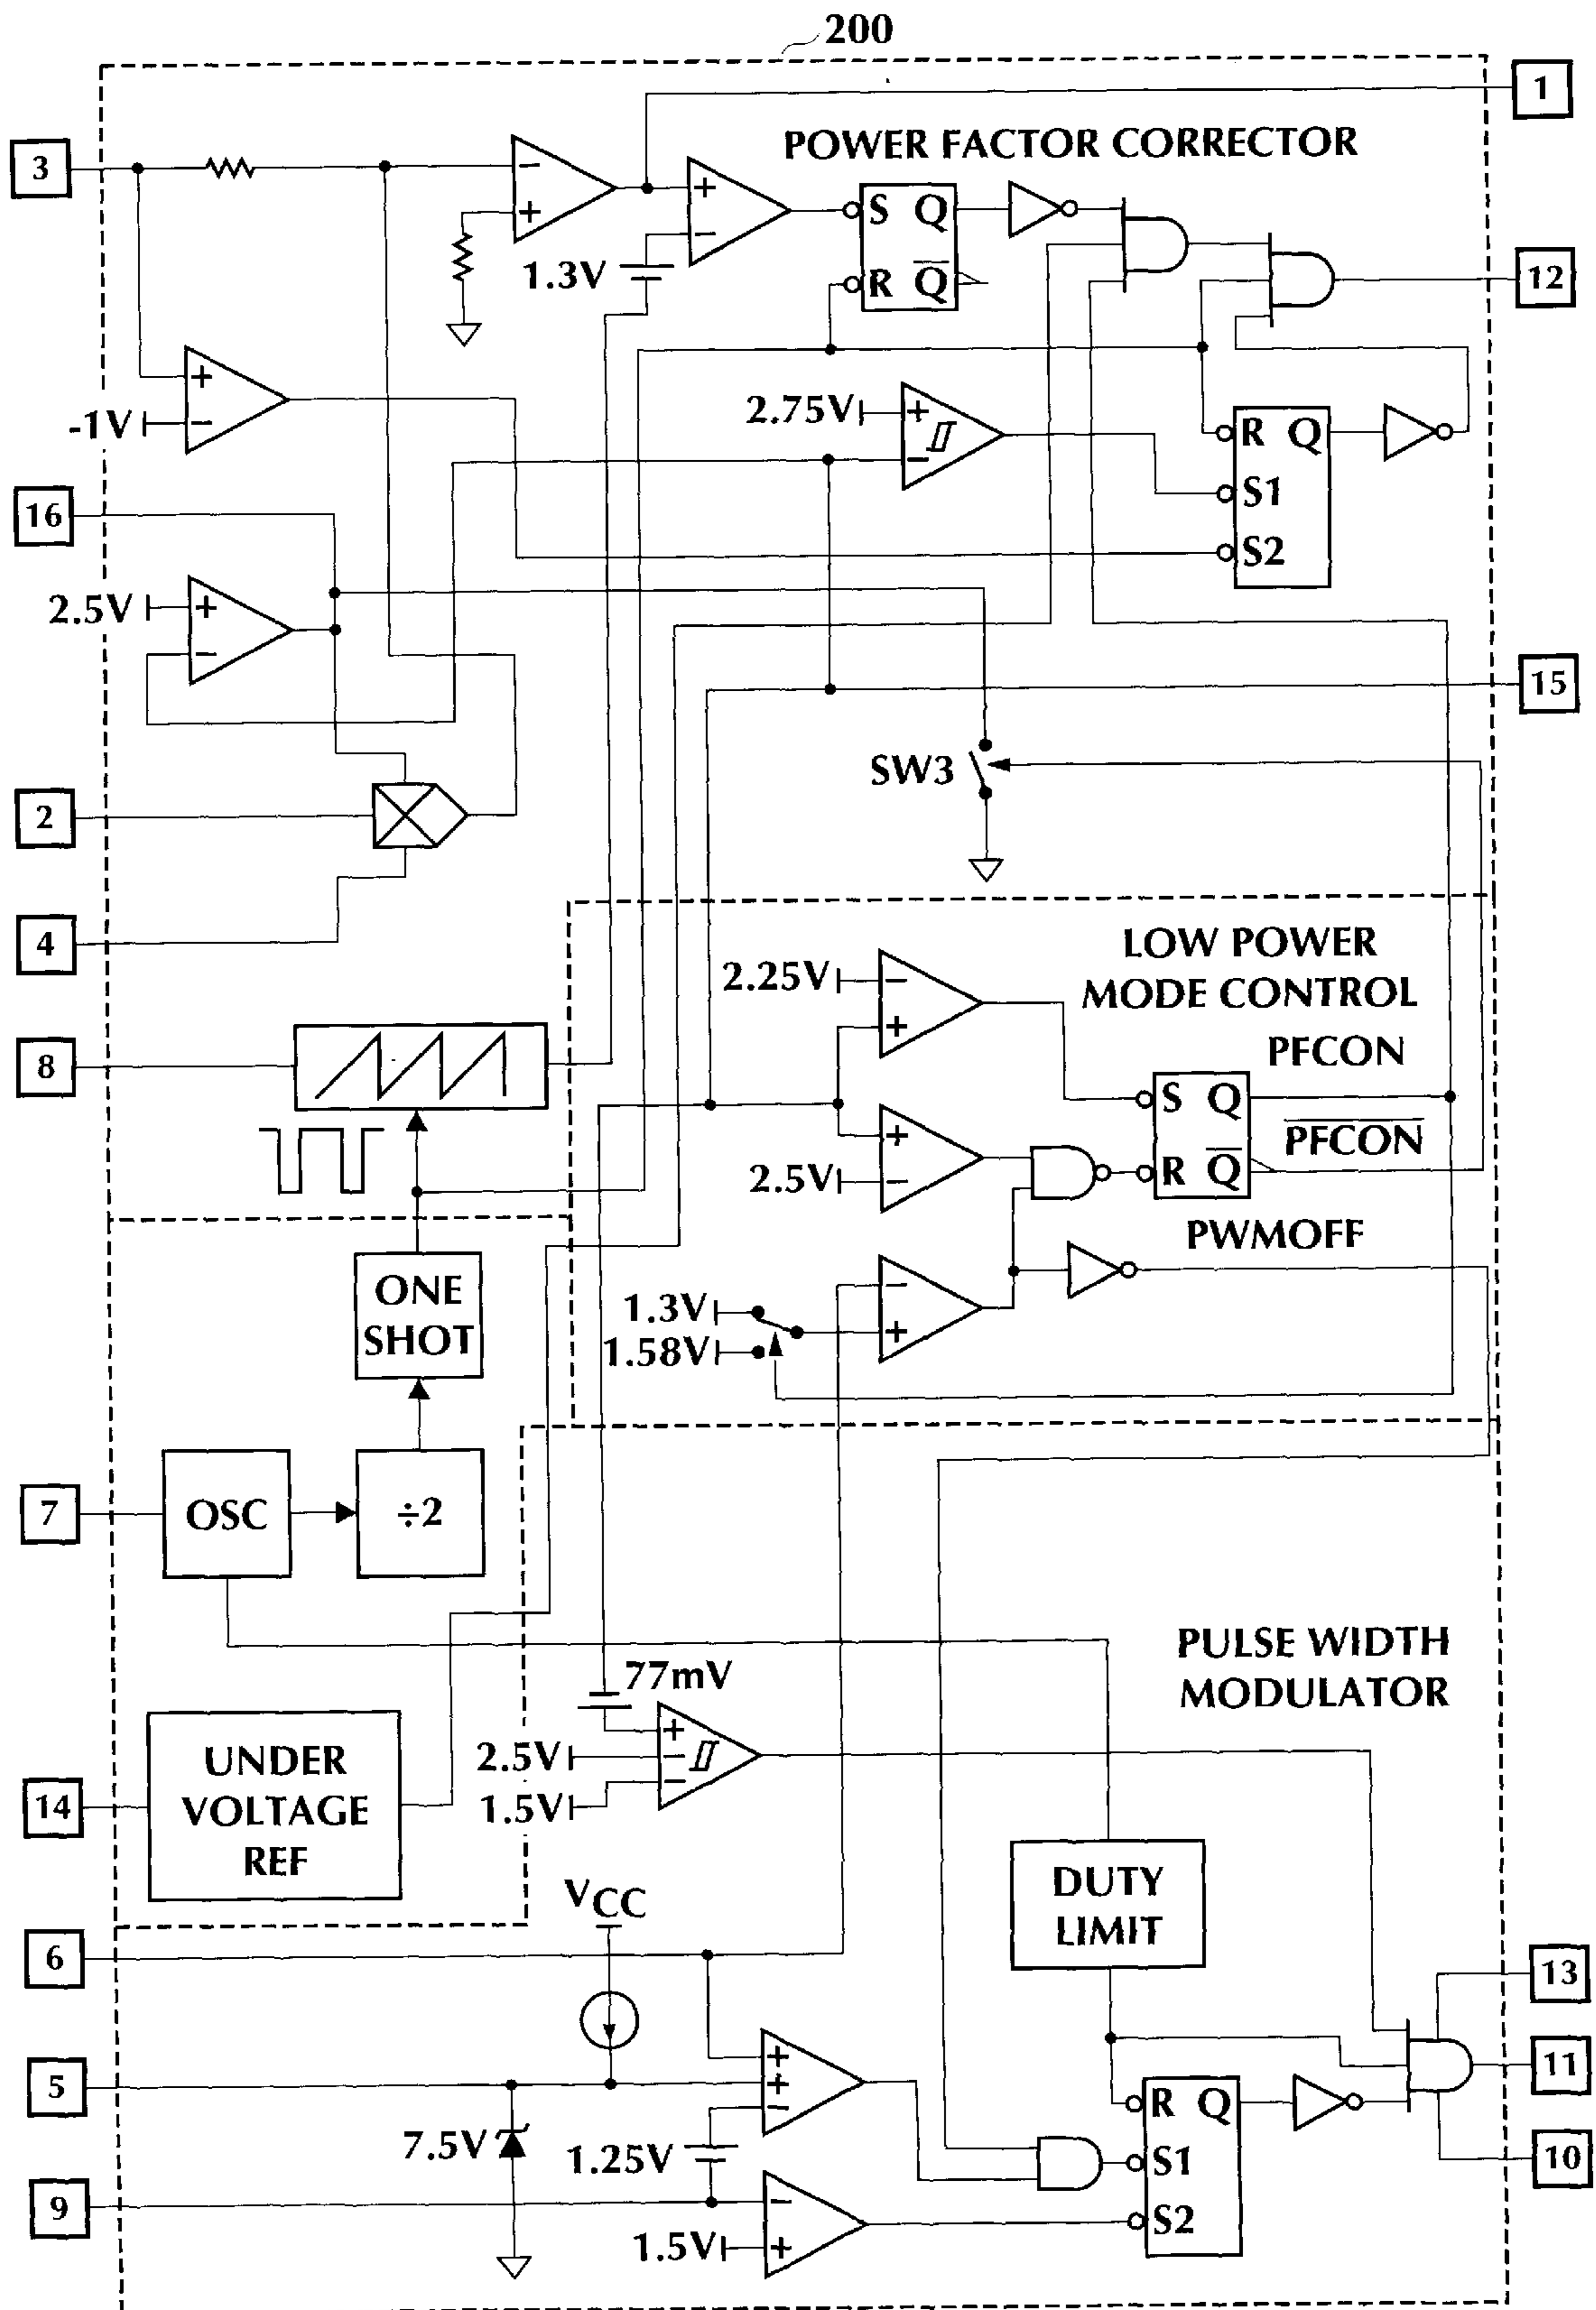 200
1
3
POWER FACTOR CORRECTOR
−
+
+
−
S Q
R Q̅
1.3V
12
+
−
-1V
2.75V
+
−
R Q
S1
S2
16
2.5V
+
−
15
SW3
2
4
LOW POWER
MODE CONTROL
2.25V
−
+
PFCON
8
S Q
R Q̅
P̅F̅C̅O̅N̅
+
−
2.5V
PWMOFF
ONE
SHOT
−
+
1.3V
1.58V
7
OSC
÷2
PULSE WIDTH
MODULATOR
77mV
+
−
−
2.5V
1.5V
14
UNDER
VOLTAGE
REF
DUTY
LIMIT
VCC
6
13
5
+
+
−
11
R Q
S1
S2
7.5V
1.25V
10
9
−
+
1.5V